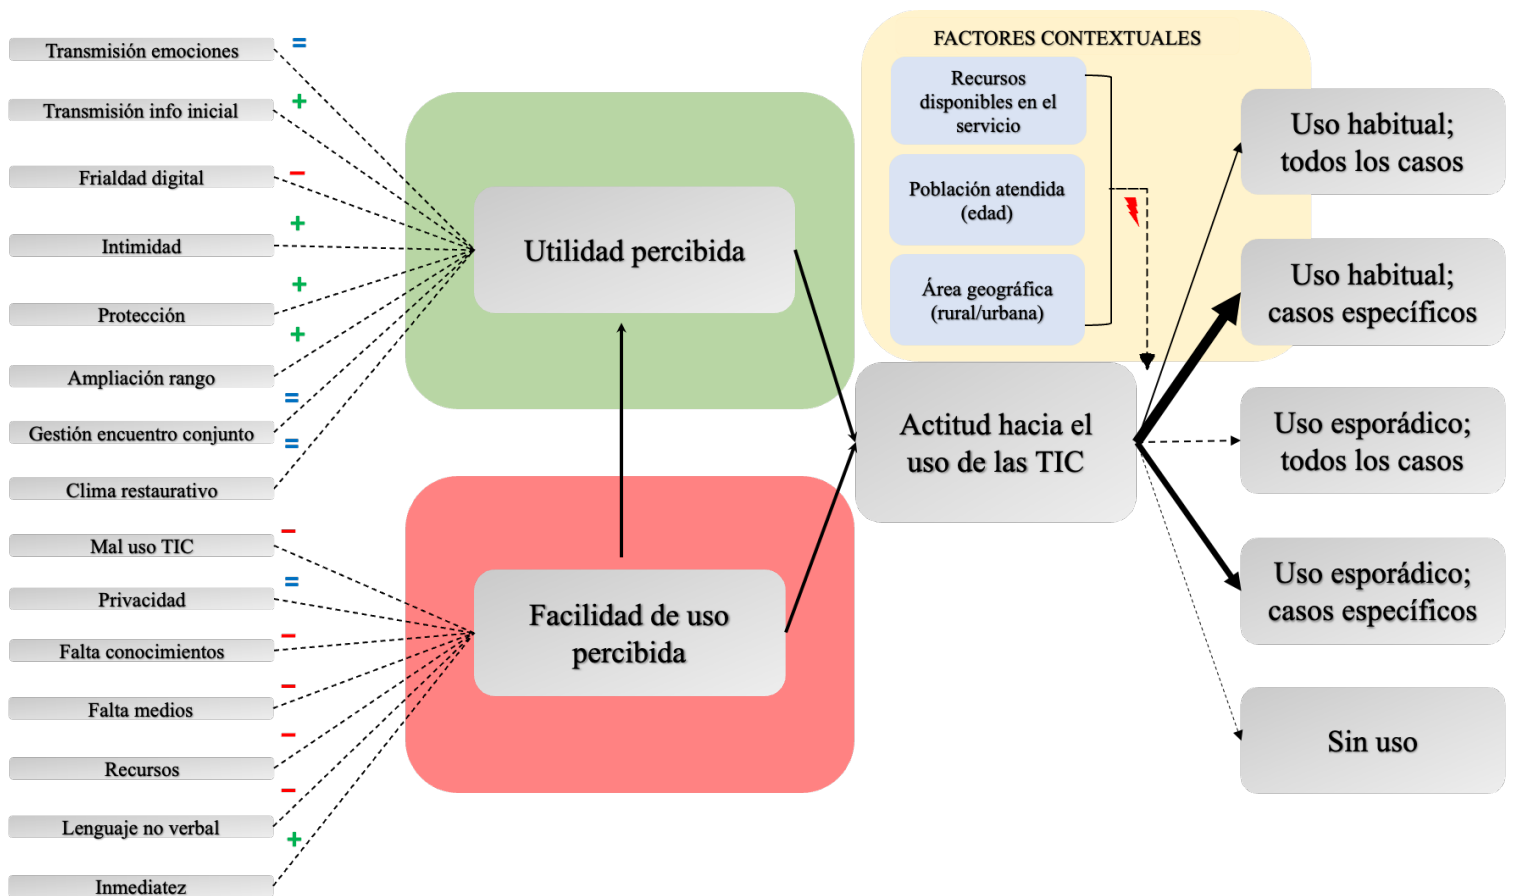 Transmisión emociones
=
Transmisión info inicial
+
Frialdad digital
–
Intimidad
+
Protección
+
Ampliación rango
+
Gestión encuentro conjunto
=
Clima restaurativo
=
Mal uso TIC
–
Privacidad
=
Falta conocimientos
–
Falta medios
–
Recursos
–
Lenguaje no verbal
–
Inmediatez
+
Utilidad percibida
Facilidad de uso
percibida
FACTORES CONTEXTUALES
Recursos
disponibles en el
servicio
Población atendida
(edad)
Área geográfica
(rural/urbana)
Actitud hacia el
uso de las TIC
Uso habitual;
todos los casos
Uso habitual;
casos específicos
Uso esporádico;
todos los casos
Uso esporádico;
casos específicos
Sin uso